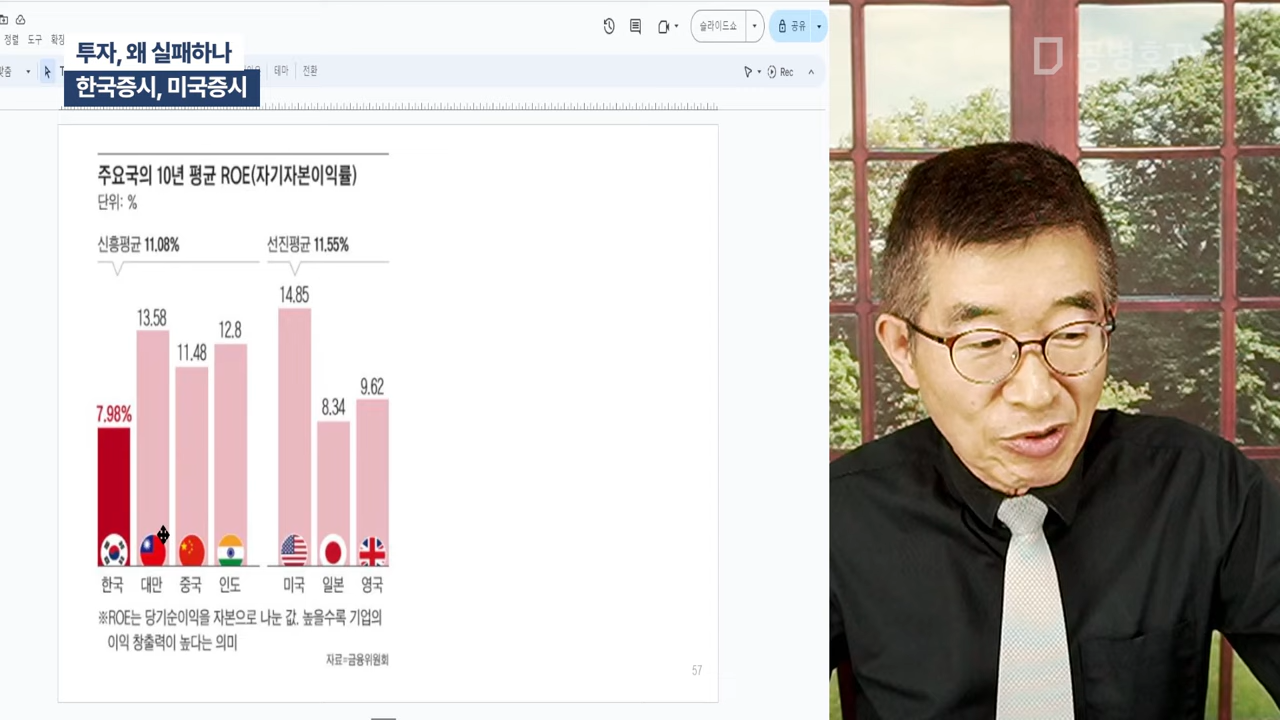 정렬 도구 확장
슬라이드쇼
공유
투자, 왜 실패하나
한국증시, 미국증시
테마
전환
Rec
공병호TV
주요국의 10년 평균 ROE(자기자본이익률)
단위: %
신흥평균 11.08%
선진평균 11.55%
7.98%
13.58
11.48
12.8
14.85
8.34
9.62
한국
대만
중국
인도
미국
일본
영국
※ROE는 당기순이익을 자본으로 나눈 값. 높을수록 기업의
이익 창출력이 높다는 의미
자료=금융위원회
57